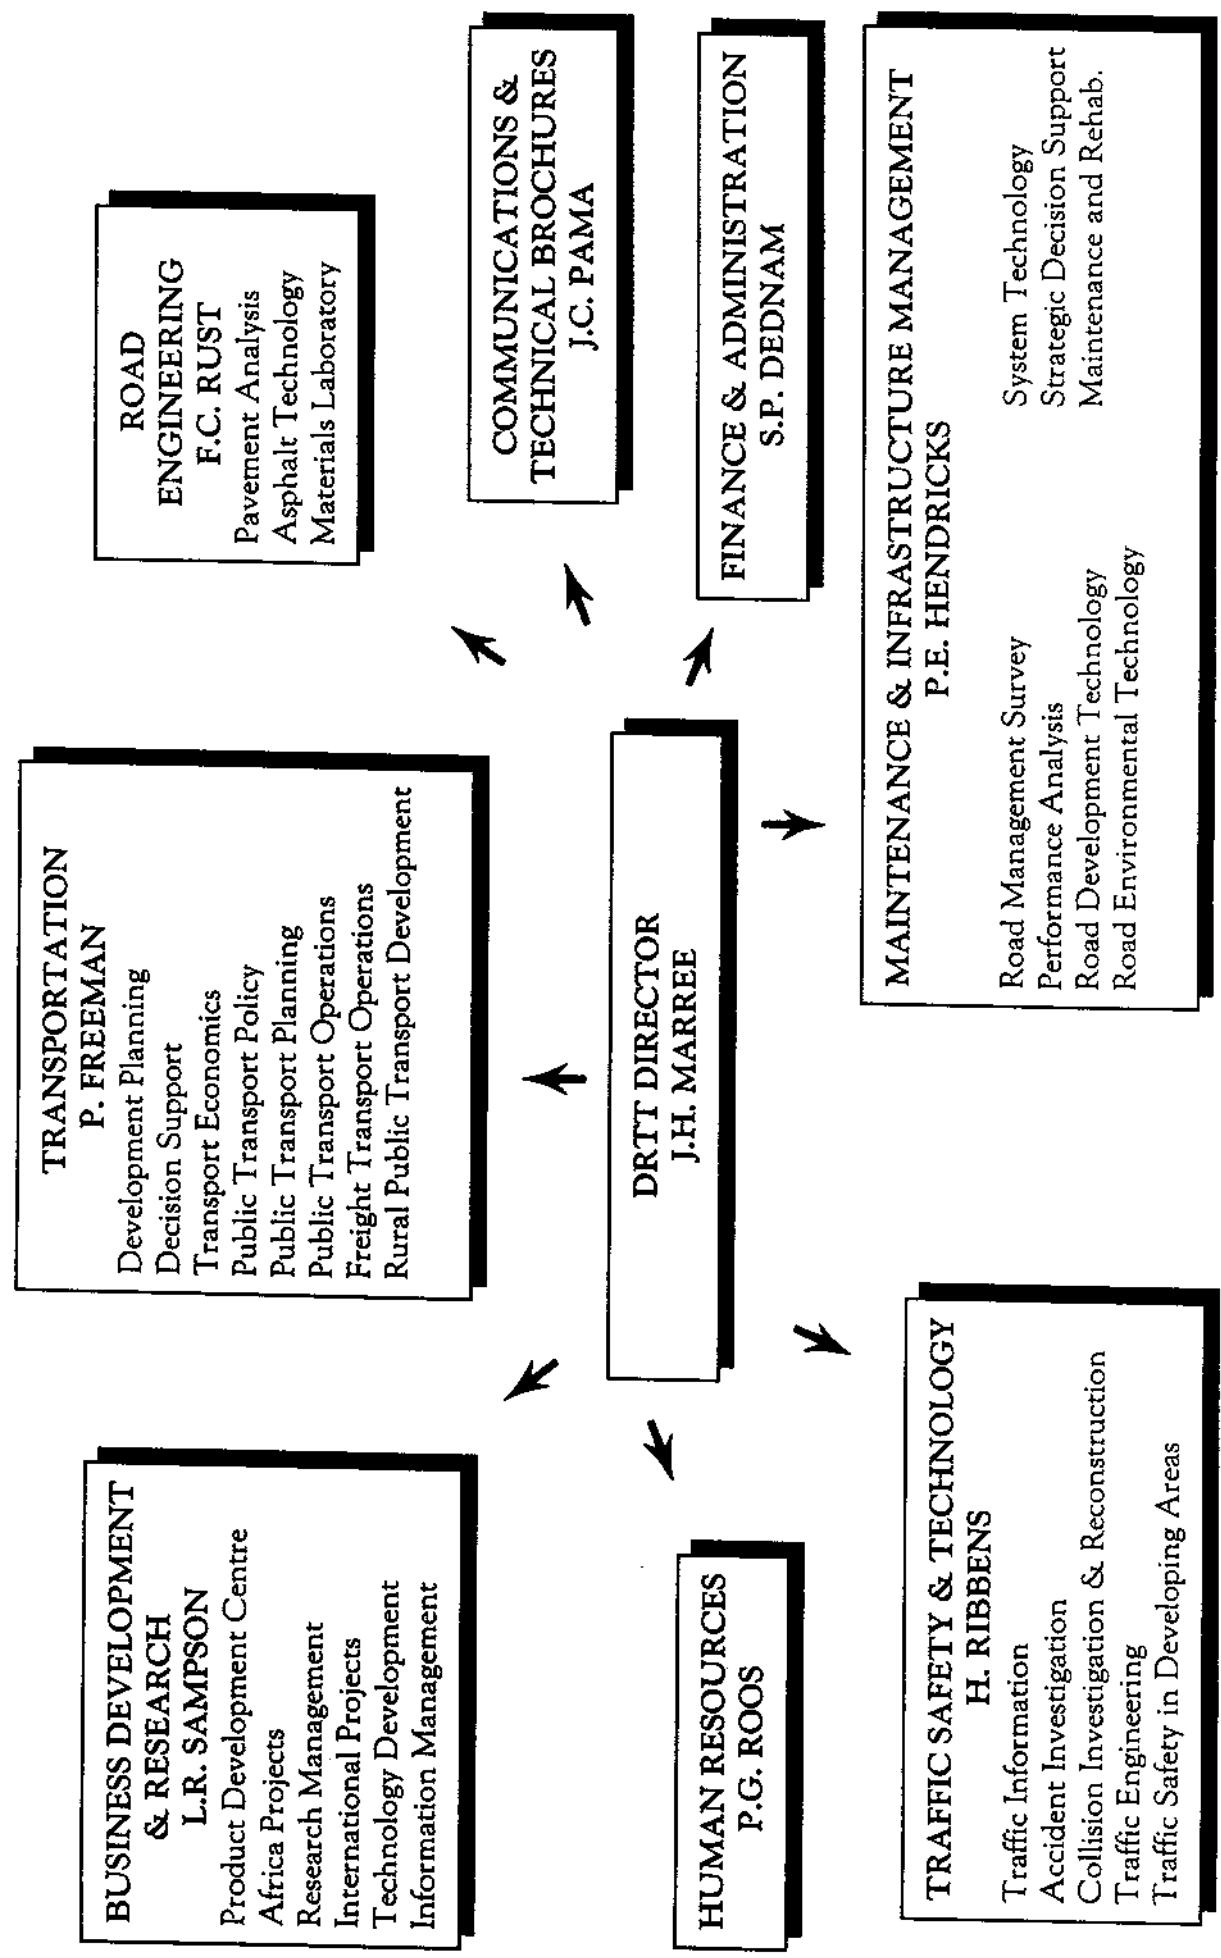 BUSINESS DEVELOPMENT
& RESEARCH
L.R. SAMPSON
Product Development Centre
Africa Projects
Research Management
International Projects
Technology Development
Information Management
TRANSPORTATION
P. FREEMAN
Development Planning
Decision Support
Transport Economics
Public Transport Policy
Public Transport Planning
Public Transport Operations
Freight Transport Operations
Rural Public Transport Development
ROAD
ENGINEERING
F.C. RUST
Pavement Analysis
Asphalt Technology
Materials Laboratory
COMMUNICATIONS &
TECHNICAL BROCHURES
J.C. PAMA
HUMAN RESOURCES
P.G. ROOS
DRTT DIRECTOR
J.H. MARREE
FINANCE & ADMINISTRATION
S.P. DEDNAM
TRAFFIC SAFETY & TECHNOLOGY
H. RIBBENS
Traffic Information
Accident Investigation
Collision Investigation & Reconstruction
Traffic Engineering
Traffic Safety in Developing Areas
MAINTENANCE & INFRASTRUCTURE MANAGEMENT
P.E. HENDRICKS
Road Management Survey
Performance Analysis
Road Development Technology
Road Environmental Technology
System Technology
Strategic Decision Support
Maintenance and Rehab.